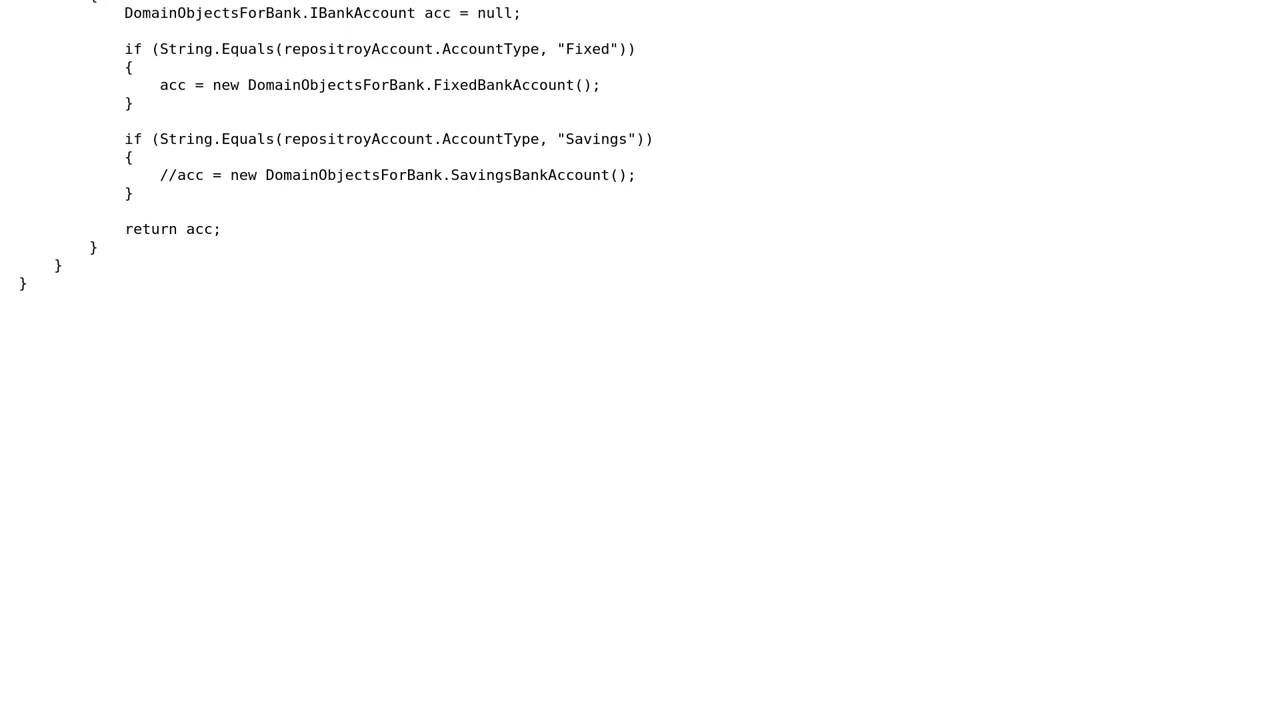 {
DomainObjectsForBank.IBankAccount acc = null;
if (String.Equals(repositroyAccount.AccountType, "Fixed"))
{
acc = new DomainObjectsForBank.FixedBankAccount();
}
if (String.Equals(repositroyAccount.AccountType, "Savings"))
{
//acc = new DomainObjectsForBank.SavingsBankAccount();
}
return acc;
}
}
}